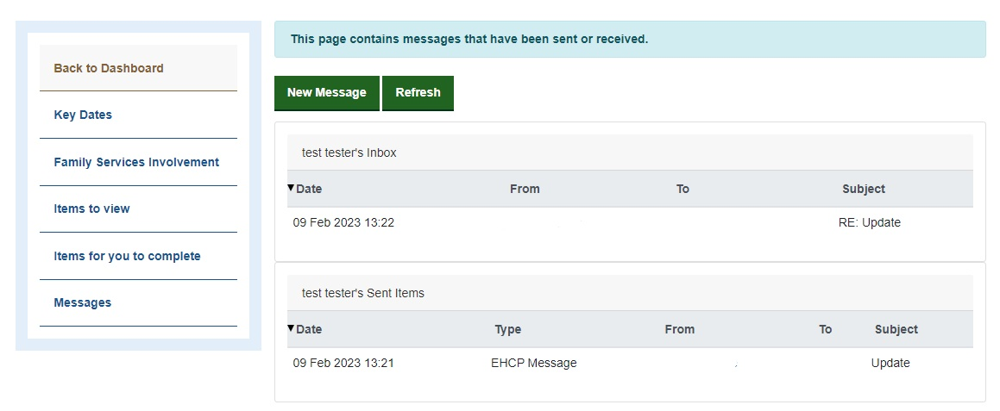 Back to Dashboard
Key Dates
Family Services Involvement
Items to view
Items for you to complete
Messages
This page contains messages that have been sent or received.
New Message Refresh
test tester's Inbox
▼Date From To Subject
09 Feb 2023 13:22 RE: Update
test tester's Sent Items
▼Date Type From To Subject
09 Feb 2023 13:21 EHCP Message Update